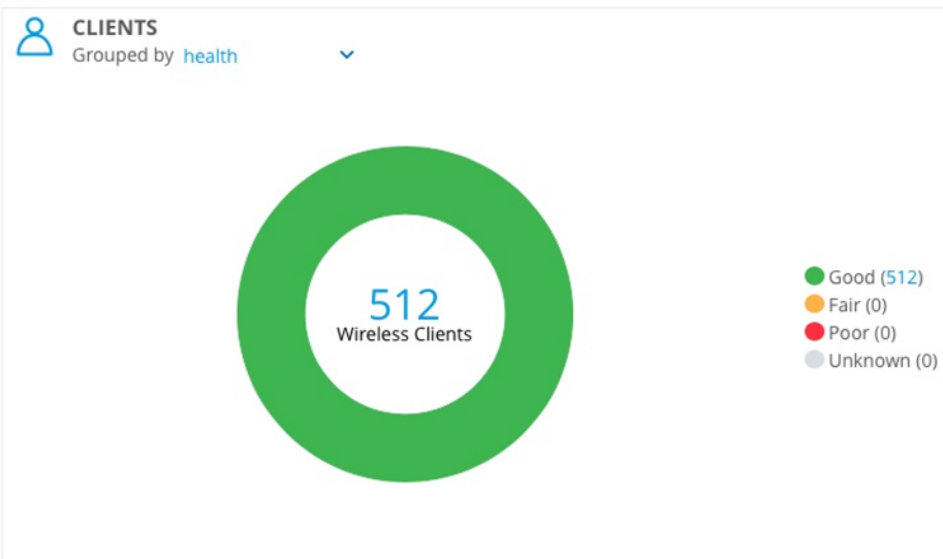 CLIENTS
Grouped by health
512
Wireless Clients
Good (512)
Fair (0)
Poor (0)
Unknown (0)